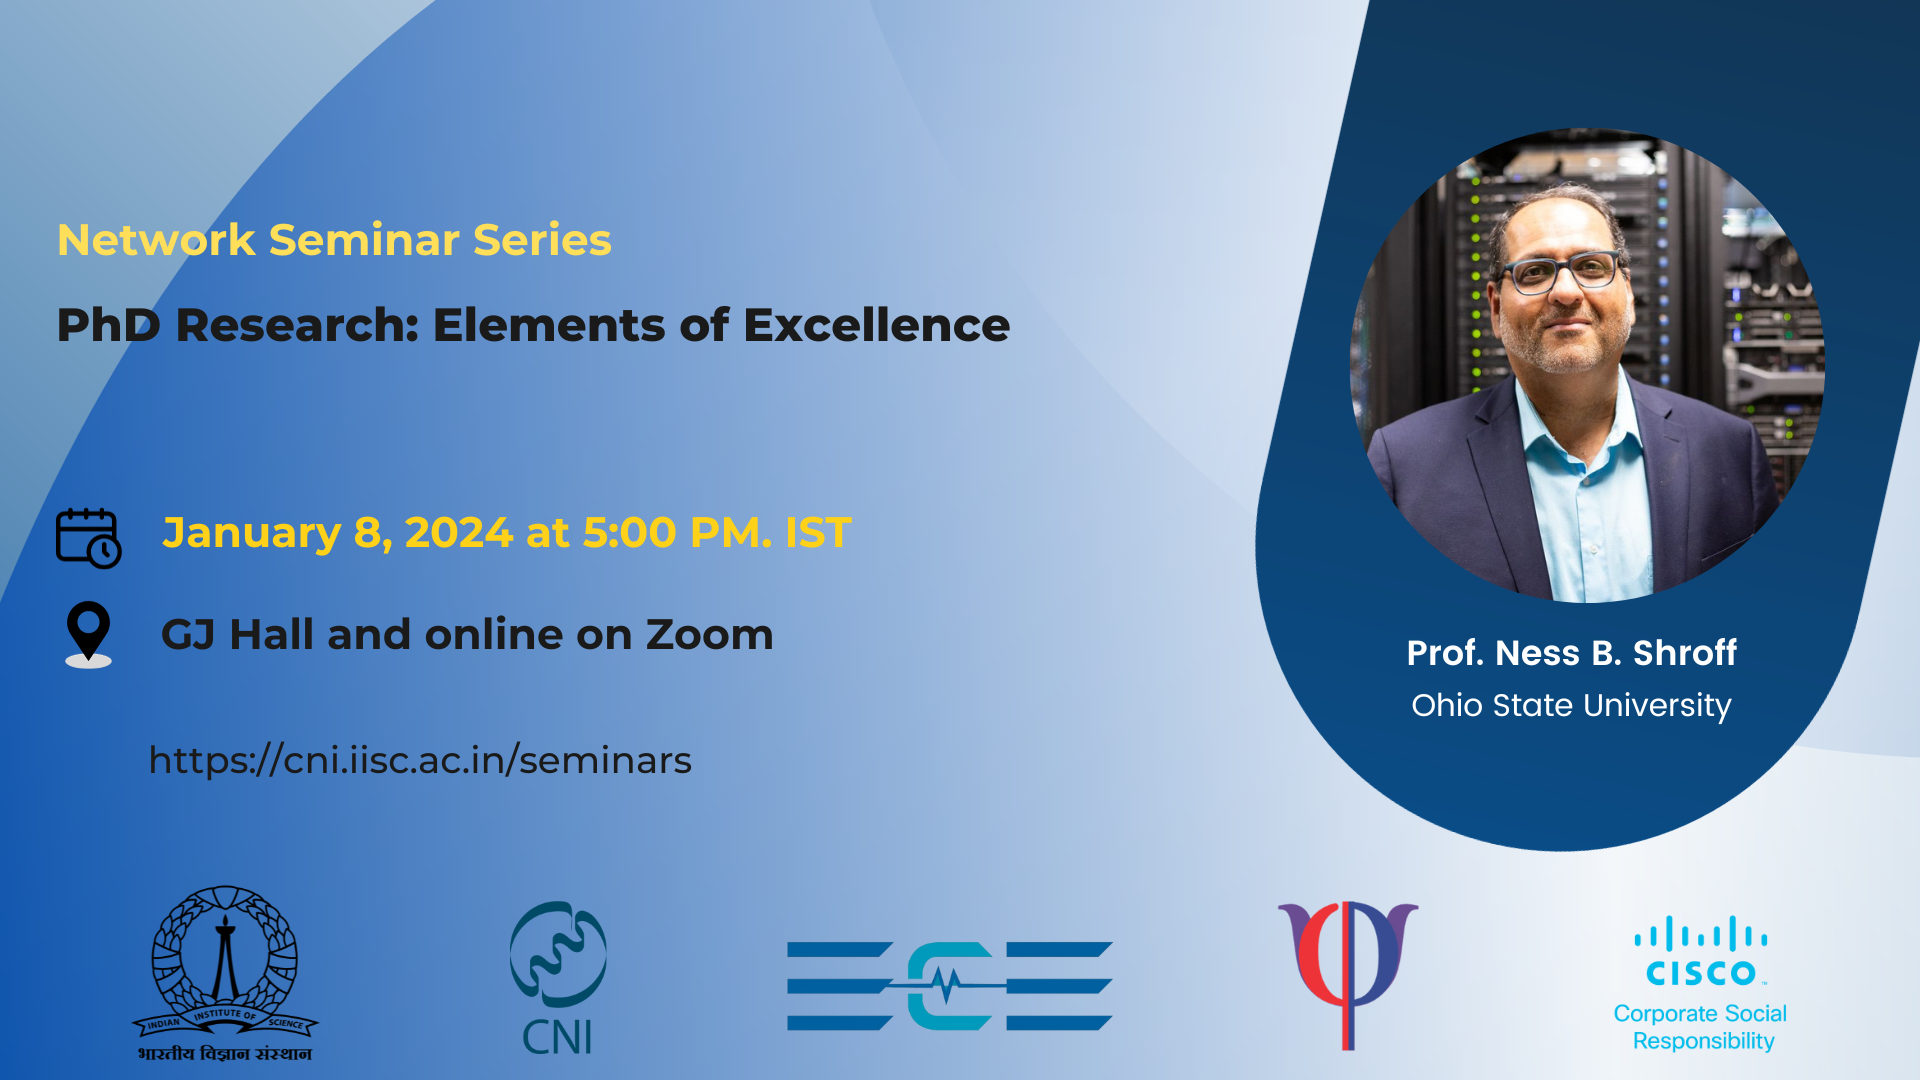 Network Seminar Series
PhD Research: Elements of Excellence
January 8, 2024 at 5:00 PM. IST
GJ Hall and online on Zoom
https://cni.iisc.ac.in/seminars
Prof. Ness B. Shroff
Ohio State University
INDIAN INSTITUTE OF SCIENCE
भारतीय विज्ञान संस्थान
CNI
ECE
CISCO
Corporate Social
Responsibility